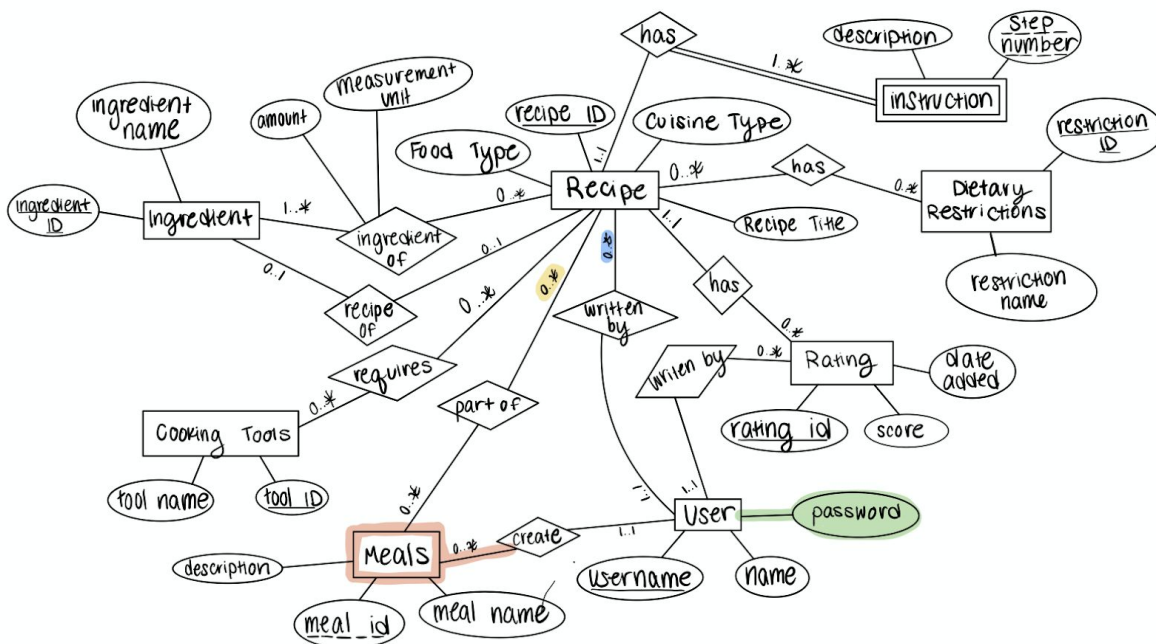 has
1..*
description
step
number
instruction
ingredient
name
amount
measurement
unit
recipe ID
Cuisine Type
Food Type
1..1
0..*
has
0..*
restriction
ID
ingredient
ID
Ingredient
1..*
ingredient
of
0..*
Recipe
Recipe Title
Dietary
Restrictions
restriction
name
0..1
recipe
of
0..1
0..*
0..*
0..*
1..1
has
0..*
written
by
requires
0..*
part of
writen by
0..*
Rating
date
added
rating id
score
Cooking Tools
tool name
tool ID
0..*
1..1
1..1
Meals
0..*
create
1..1
User
password
description
meal id
meal name
username
name